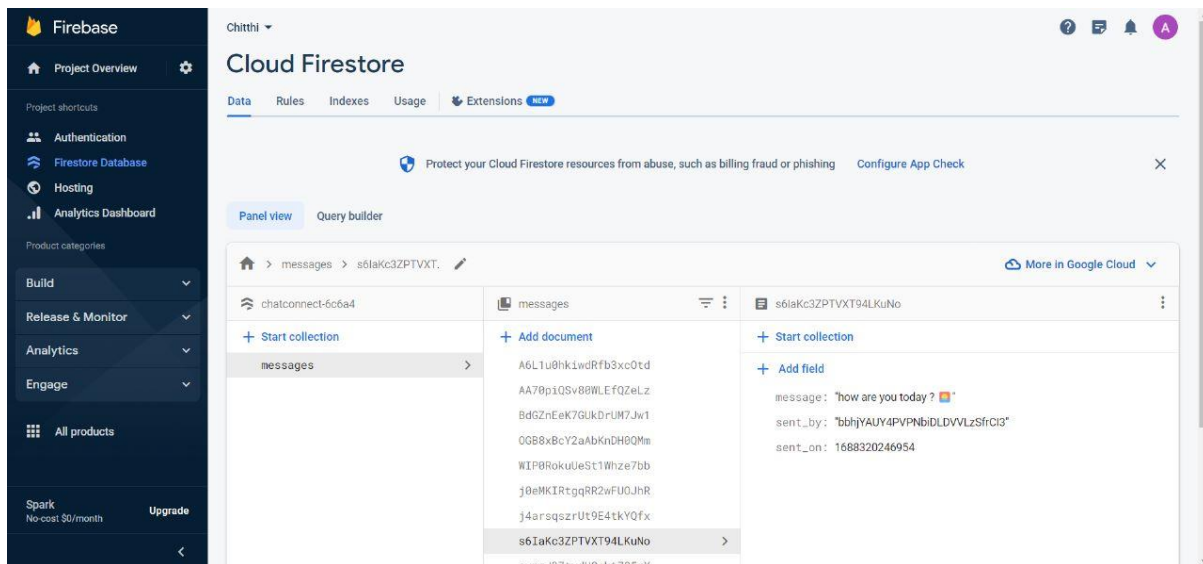 Firebase
Project Overview
Project shortcuts
Authentication
Firestore Database
Hosting
Analytics Dashboard
Product categories
Build
Release & Monitor
Analytics
Engage
All products
Spark
No-cost $0/month
Upgrade
Chitthi
A
Cloud Firestore
Data Rules Indexes Usage Extensions NEW
Protect your Cloud Firestore resources from abuse, such as billing fraud or phishing Configure App Check
Panel view Query builder
> messages > s6IaKc3ZPTVXT.
More in Google Cloud
chatconnect-6c6a4
+ Start collection
messages
messages
+ Add document
A6L1u0hkiwdRfb3xcOtd
AA70piQSv80WLEfQZeLz
BdGZnEeK7GUkDrUM7Jw1
OGB8xBcY2aAbKnDH0QMm
WIP0RokuUeSt1Whze7bb
j0eMKIRtgqRR2wFUOJhR
j4arsqszrUt9E4tkYQfx
s6IaKc3ZPTVXT94LKuNo
s6IaKc3ZPTVXT94LKuNo
+ Start collection
+ Add field
message: "how are you today ? 🌅"
sent_by: "bbhjYAUY4PVPNbiDLDVVLzSfrCI3"
sent_on: 1688320246954